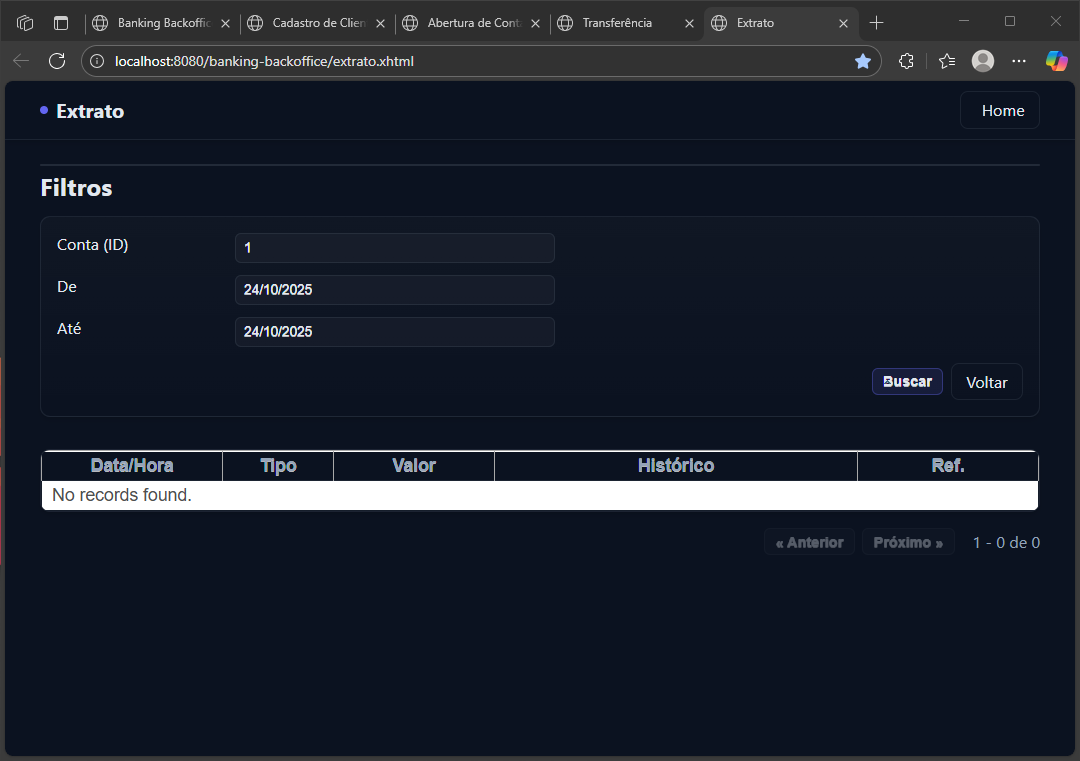 Banking Backoffic
Cadastro de Clien
Abertura de Cont
Transferência
Extrato
localhost:8080/banking-backoffice/extrato.xhtml
Extrato
Home
Filtros
Conta (ID)
1
De
24/10/2025
Até
24/10/2025
Buscar
Voltar
Data/Hora Tipo Valor Histórico Ref.
No records found.
« Anterior Próximo » 1 - 0 de 0